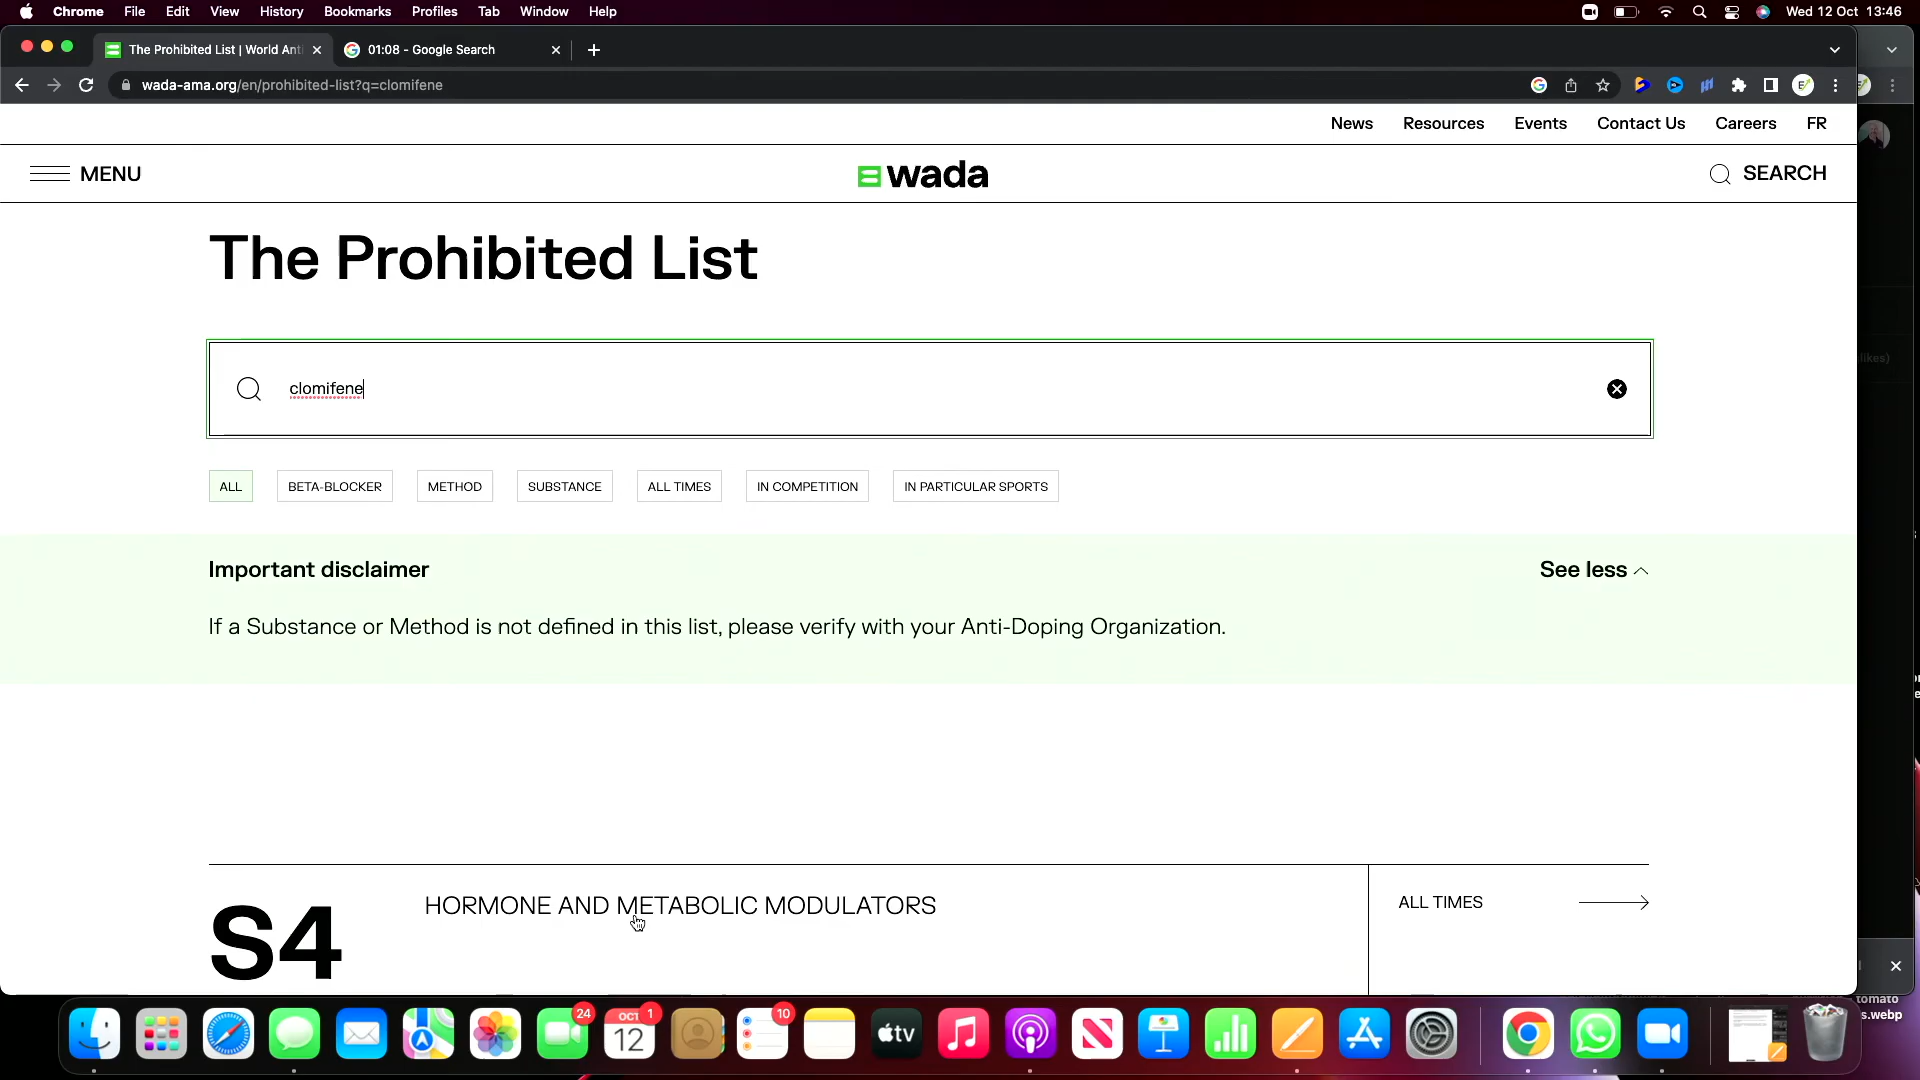 Chrome File Edit View History Bookmarks Profiles Tab Window Help Wed 12 Oct 13:46
The Prohibited List | World Anti 01:08 - Google Search
wada-ama.org/en/prohibited-list?q=clomifene
News Resources Events Contact Us Careers FR
MENU wada SEARCH
The Prohibited List
likes)
clomifene
ALL BETA-BLOCKER METHOD SUBSTANCE ALL TIMES IN COMPETITION IN PARTICULAR SPORTS
Important disclaimer See less
If a Substance or Method is not defined in this list, please verify with your Anti-Doping Organization.
S4 HORMONE AND METABOLIC MODULATORS ALL TIMES
tomato
s.webp
24 OCT 1 10
12 tv